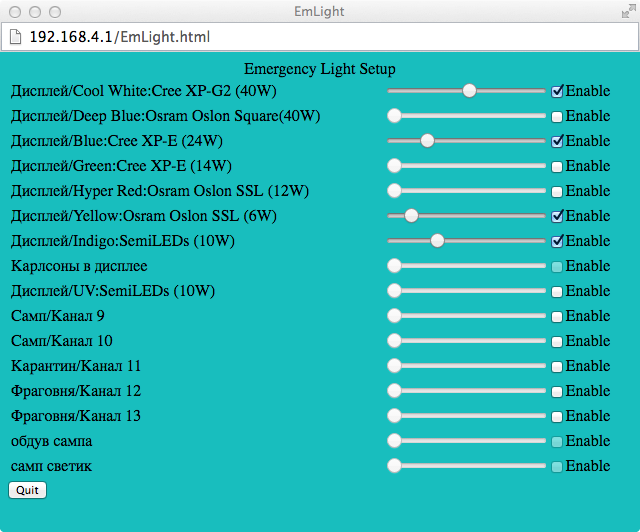 EmLight
192.168.4.1/EmLight.html
Emergency Light Setup
Дисплей/Cool White:Cree XP-G2 (40W) Enable
Дисплей/Deep Blue:Osram Oslon Square(40W) Enable
Дисплей/Blue:Cree XP-E (24W) Enable
Дисплей/Green:Cree XP-E (14W) Enable
Дисплей/Hyper Red:Osram Oslon SSL (12W) Enable
Дисплей/Yellow:Osram Oslon SSL (6W) Enable
Дисплей/Indigo:SemiLEDs (10W) Enable
Карлсоны в дисплее Enable
Дисплей/UV:SemiLEDs (10W) Enable
Самп/Канал 9 Enable
Самп/Канал 10 Enable
Карантин/Канал 11 Enable
Фраговня/Канал 12 Enable
Фраговня/Канал 13 Enable
обдув сампа Enable
самп светик Enable
Quit